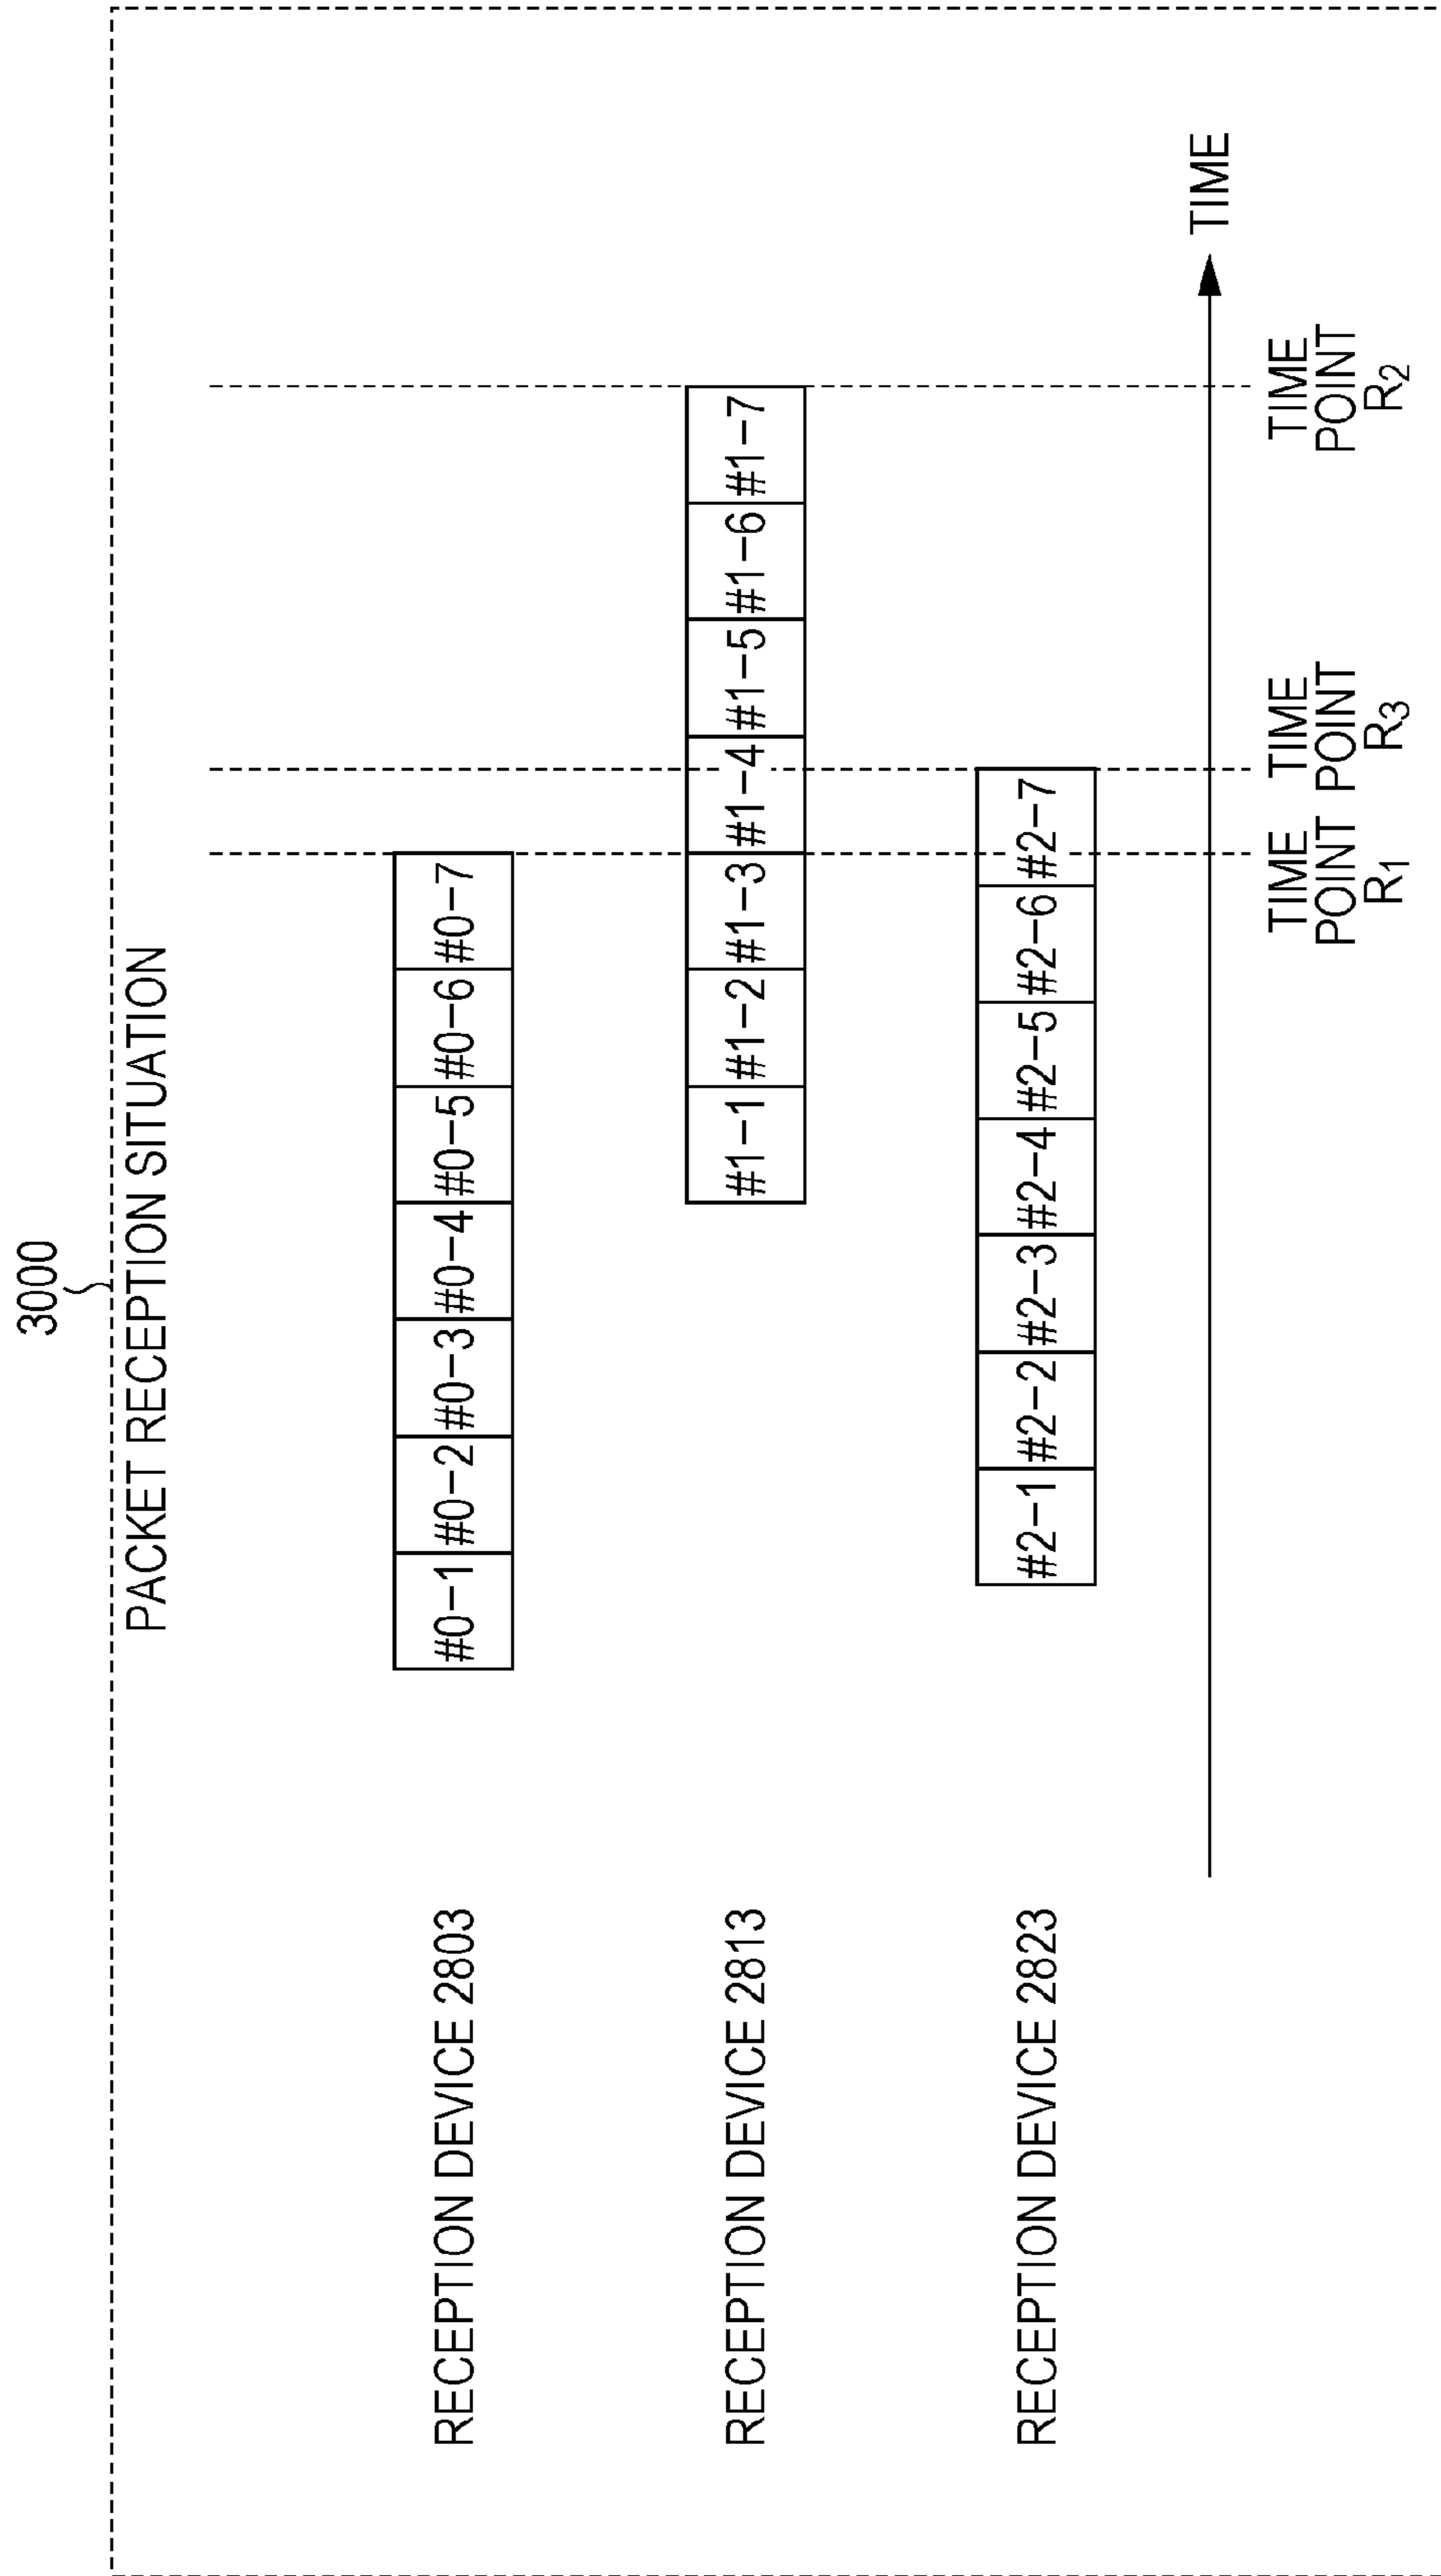 3000
PACKET RECEPTION SITUATION
RECEPTION DEVICE 2803
#0-1 #0-2 #0-3 #0-4 #0-5 #0-6 #0-7
RECEPTION DEVICE 2813
#1-1 #1-2 #1-3 #1-4 #1-5 #1-6 #1-7
RECEPTION DEVICE 2823
#2-1 #2-2 #2-3 #2-4 #2-5 #2-6 #2-7
TIME
TIME
POINT
R1
TIME
POINT
R3
TIME
POINT
R2